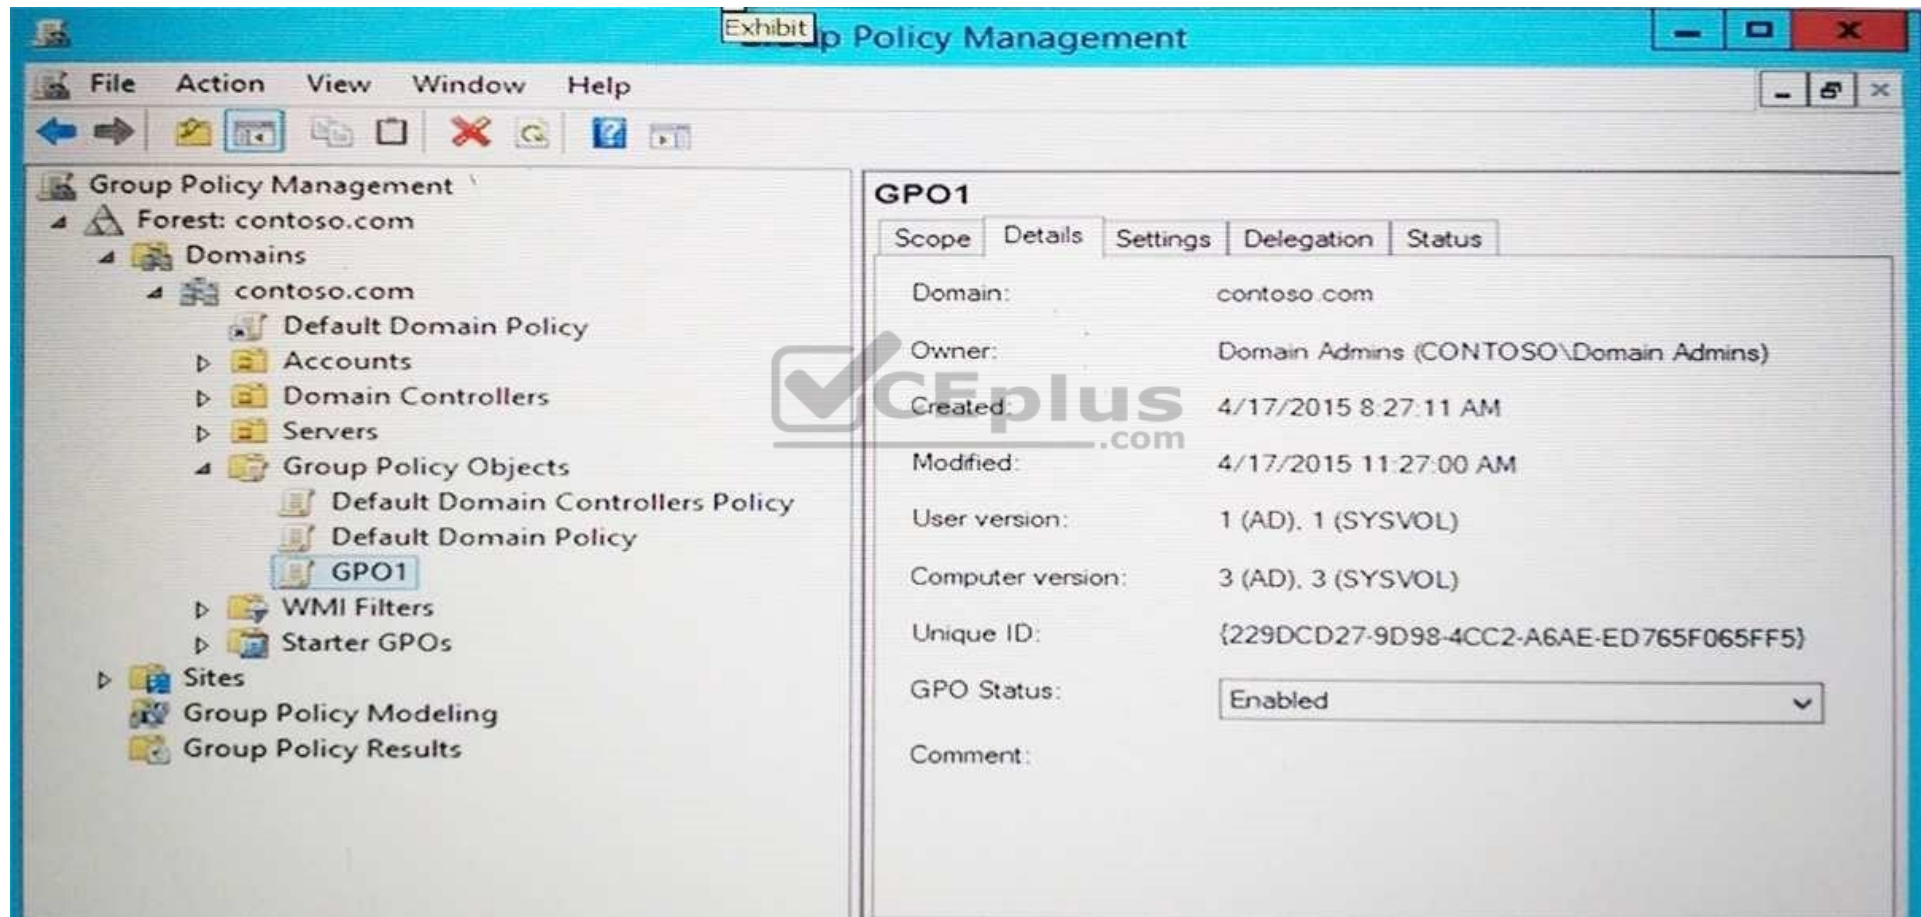 Exhibit
p Policy Management
File Action View Window Help
Group Policy Management
Forest: contoso.com
Domains
contoso.com
Default Domain Policy
Accounts
Domain Controllers
Servers
Group Policy Objects
Default Domain Controllers Policy
Default Domain Policy
GPO1
WMI Filters
Starter GPOs
Sites
Group Policy Modeling
Group Policy Results
GPO1
Scope Details Settings Delegation Status
Domain: contoso.com
Owner: Domain Admins (CONTOSO\Domain Admins)
Created: 4/17/2015 8:27:11 AM
Modified: 4/17/2015 11:27:00 AM
User version: 1 (AD), 1 (SYSVOL)
Computer version: 3 (AD), 3 (SYSVOL)
Unique ID: {229DCD27-9D98-4CC2-A6AE-ED765F065FF5}
GPO Status: Enabled
Comment:
CEplus
.com